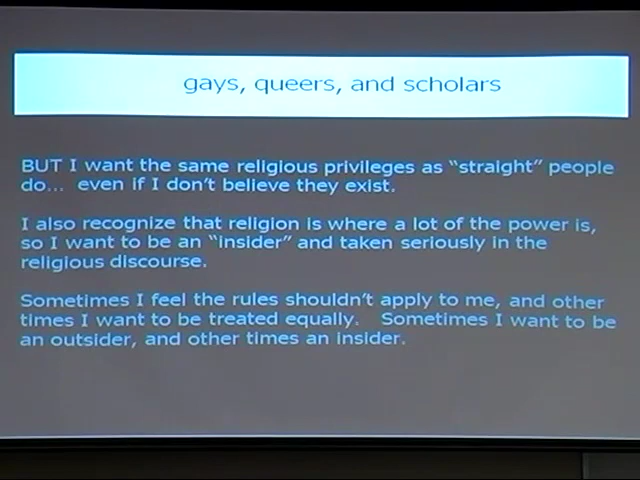 gays, queers, and scholars
BUT I want the same religious privileges as “straight” people
do... even if I don’t believe they exist.
I also recognize that religion is where a lot of the power is,
so I want to be an “insider” and taken seriously in the
religious discourse.
Sometimes I feel the rules shouldn’t apply to me, and other
times I want to be treated equally. Sometimes I want to be
an outsider, and other times an insider.